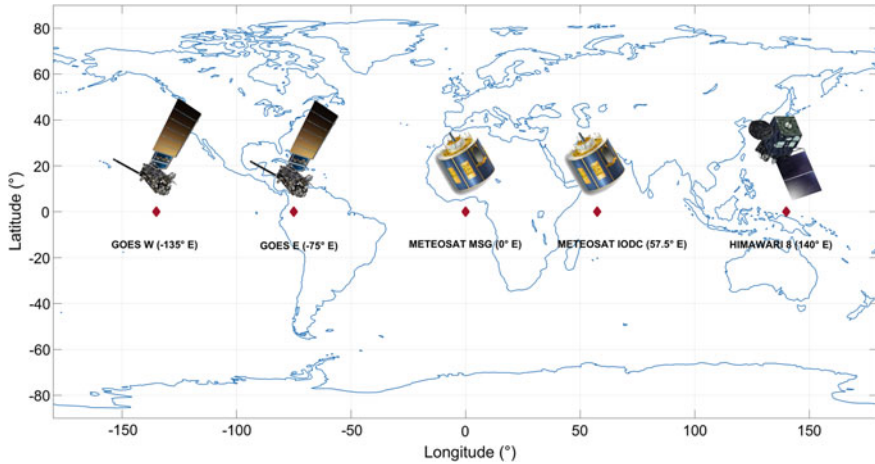 80
60
40
20
0
-20
-40
-60
-80
Latitude (°)
GOES W (-135° E)
GOES E (-75° E)
METEOSAT MSG (0° E)
METEOSAT IODC (57.5° E)
HIMAWARI 8 (140° E)
-150
-100
-50
0
50
100
150
Longitude (°)